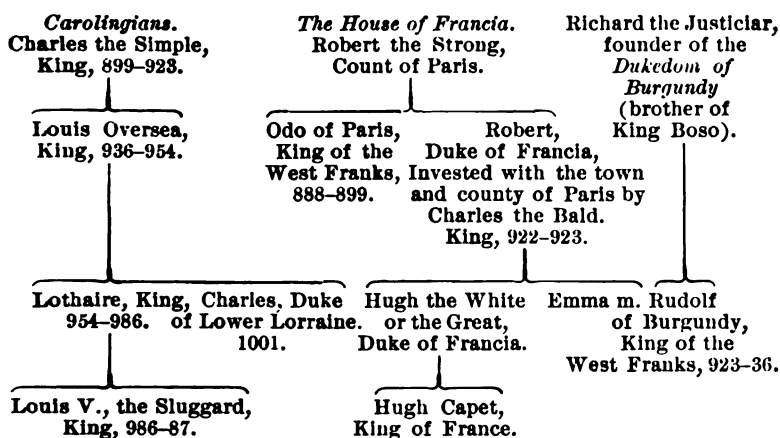 Carolingians.
Charles the Simple,
King, 899–923.
The House of Francia.
Robert the Strong,
Count of Paris.
Richard the Justiciar,
founder of the
Dukedom of
Burgundy
(brother of
King Boso).
Louis Oversea,
King, 936–954.
Odo of Paris,
King of the
West Franks,
888–899.
Robert,
Duke of Francia,
Invested with the town
and county of Paris by
Charles the Bald.
King, 922–923.
Lothaire, King,
954–986.
Charles, Duke
of Lower Lorraine.
1001.
Hugh the White
or the Great,
Duke of Francia.
Emma m. Rudolf
of Burgundy,
King of the
West Franks, 923–36.
Louis V., the Sluggard,
King, 986–87.
Hugh Capet,
King of France.